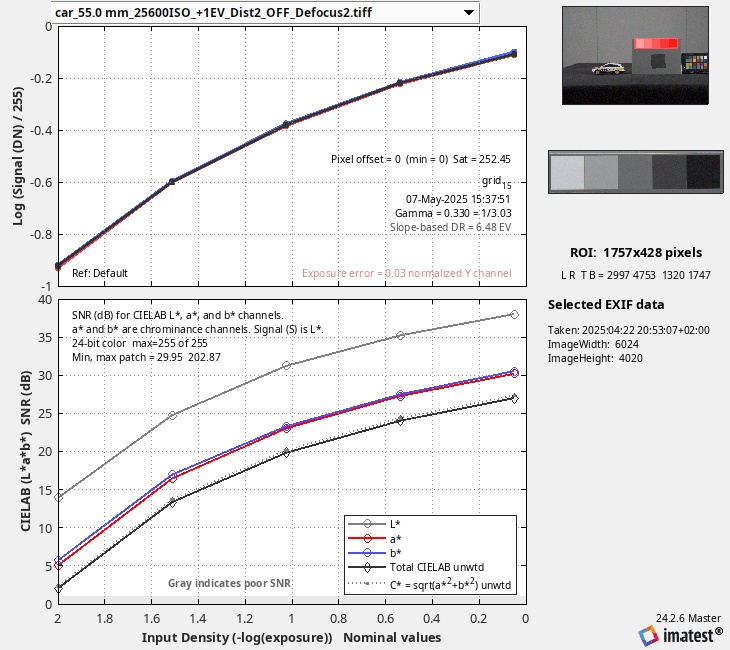 car_55.0 mm_25600ISO_+1EV_Dist2_OFF_Defocus2.tiff
0
-0.2
-0.4
-0.6
-0.8
-1
Log (Signal (DN) / 255)
Pixel offset = 0 (min = 0) Sat = 252.45
grid_15
07-May-2025 15:37:51
Gamma = 0.330 = 1/3.03
Slope-based DR = 6.48 EV
Ref: Default
Exposure error = 0.03 normalized Y channel
40
35
30
25
20
15
10
5
0
CIELAB (L*a*b*) SNR (dB)
SNR (dB) for CIELAB L*, a*, and b* channels.
a* and b* are chrominance channels. Signal (S) is L*.
24-bit color max=255 of 255
Min, max patch = 29.95 202.87
L*
a*
b*
Total CIELAB unwtd
C* = sqrt(a*²+b*²) unwtd
Gray indicates poor SNR
2 1.8 1.6 1.4 1.2 1 0.8 0.6 0.4 0.2 0
Input Density (-log(exposure)) Nominal values
ROI: 1757x428 pixels
L R T B = 2997 4753 1320 1747
Selected EXIF data
Taken: 2025:04:22 20:53:07+02:00
ImageWidth: 6024
ImageHeight: 4020
24.2.6 Master
imatest®